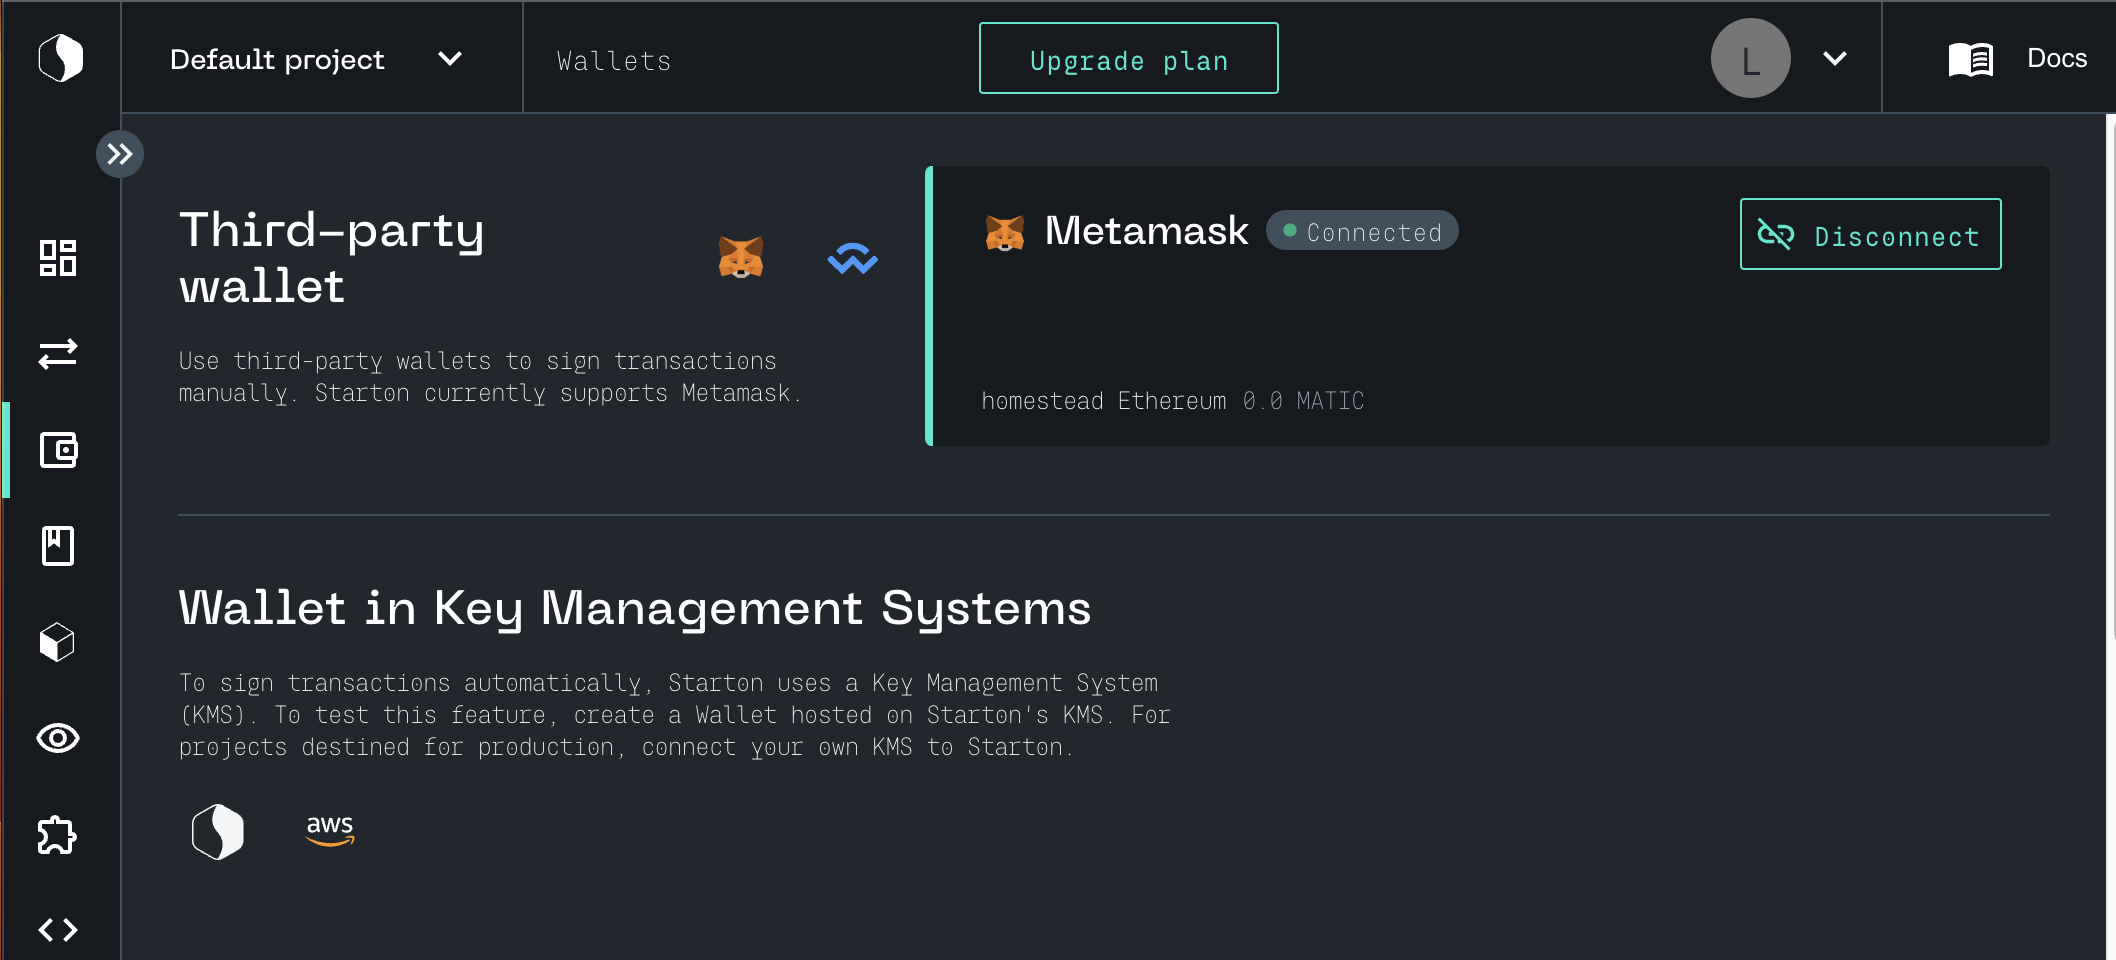 Default project
Wallets
Upgrade plan
L
Docs
Third-party
wallet
Use third-party wallets to sign transactions
manually. Starton currently supports Metamask.
Metamask
Connected
Disconnect
homestead Ethereum 0.0 MATIC
Wallet in Key Management Systems
To sign transactions automatically, Starton uses a Key Management System
(KMS). To test this feature, create a Wallet hosted on Starton's KMS. For
projects destined for production, connect your own KMS to Starton.
aws